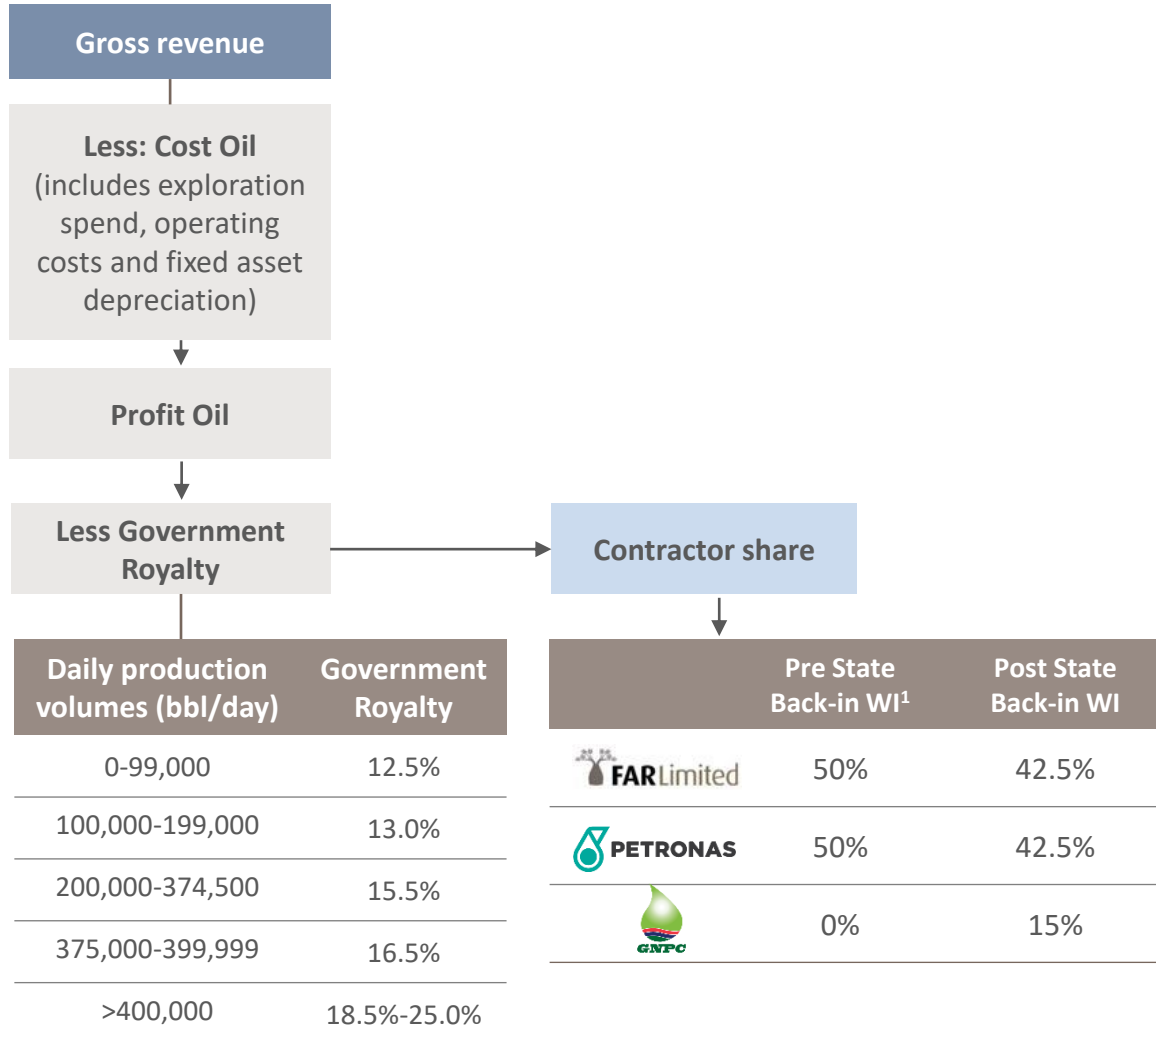 Gross revenue
Less: Cost Oil
(includes exploration
spend, operating
costs and fixed asset
depreciation)
Profit Oil
Less Government
Royalty
Contractor share
Daily production
volumes (bbl/day)
Government
Royalty
0-99,000 12.5%
100,000-199,000 13.0%
200,000-374,500 15.5%
375,000-399,999 16.5%
>400,000 18.5%-25.0%
Pre State
Back-in WI1
Post State
Back-in WI
FAR Limited 50% 42.5%
PETRONAS 50% 42.5%
GNPC 0% 15%